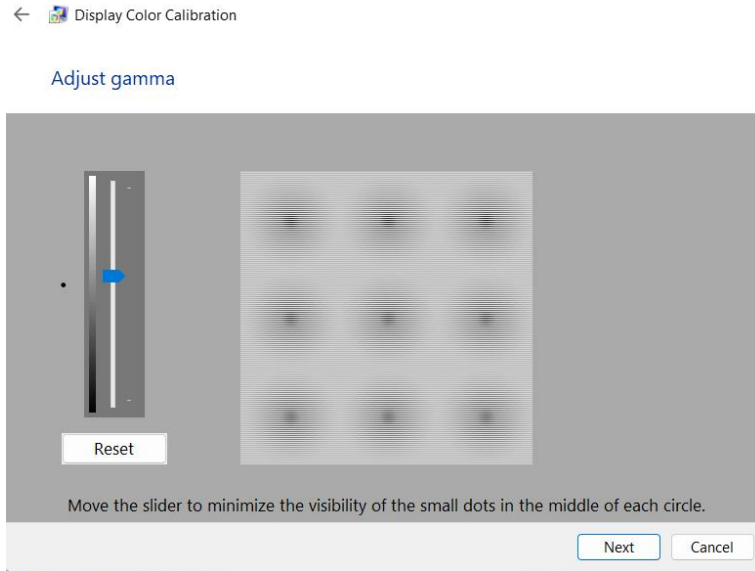 Display Color Calibration
Adjust gamma
Reset
Move the slider to minimize the visibility of the small dots in the middle of each circle.
Next Cancel